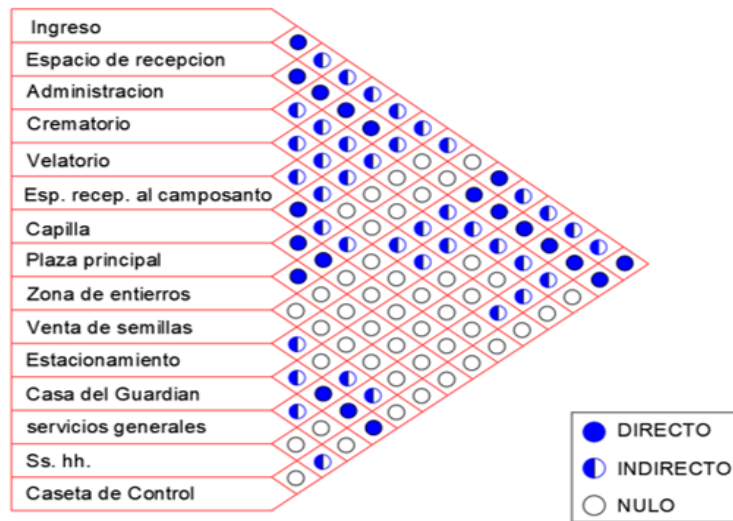 Ingreso
Espacio de recepcion
Administracion
Crematorio
Velatorio
Esp. recep. al camposanto
Capilla
Plaza principal
Zona de entierros
Venta de semillas
Estacionamiento
Casa del Guardian
servicios generales
Ss. hh.
Caseta de Control
DIRECTO
INDIRECTO
NULO